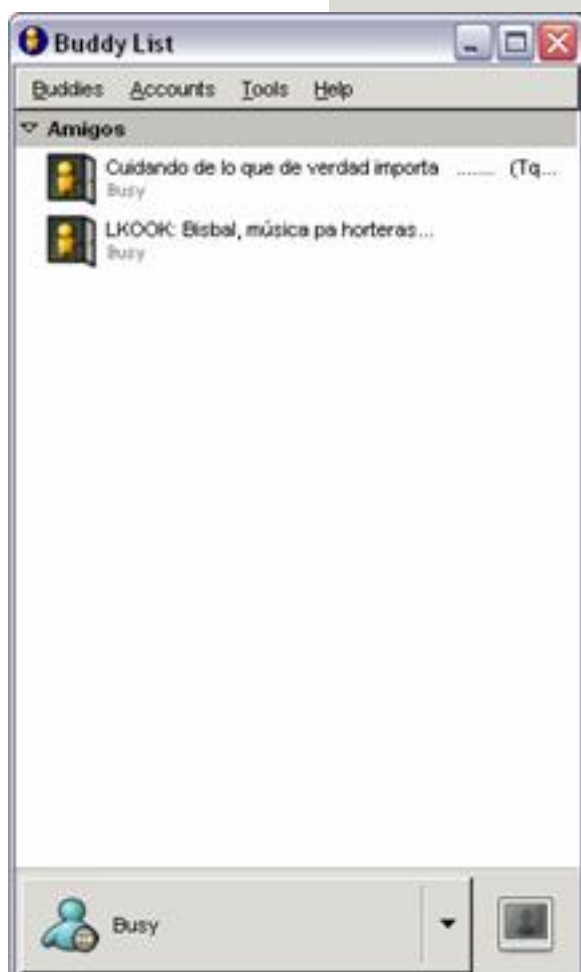 Buddy List
Buddies Accounts Tools Help
Amigos
Cuidando de lo que de verdad importa ....... (Tq...
Busy
LKOOK: Bisbal, música pa horteras...
Busy
Busy